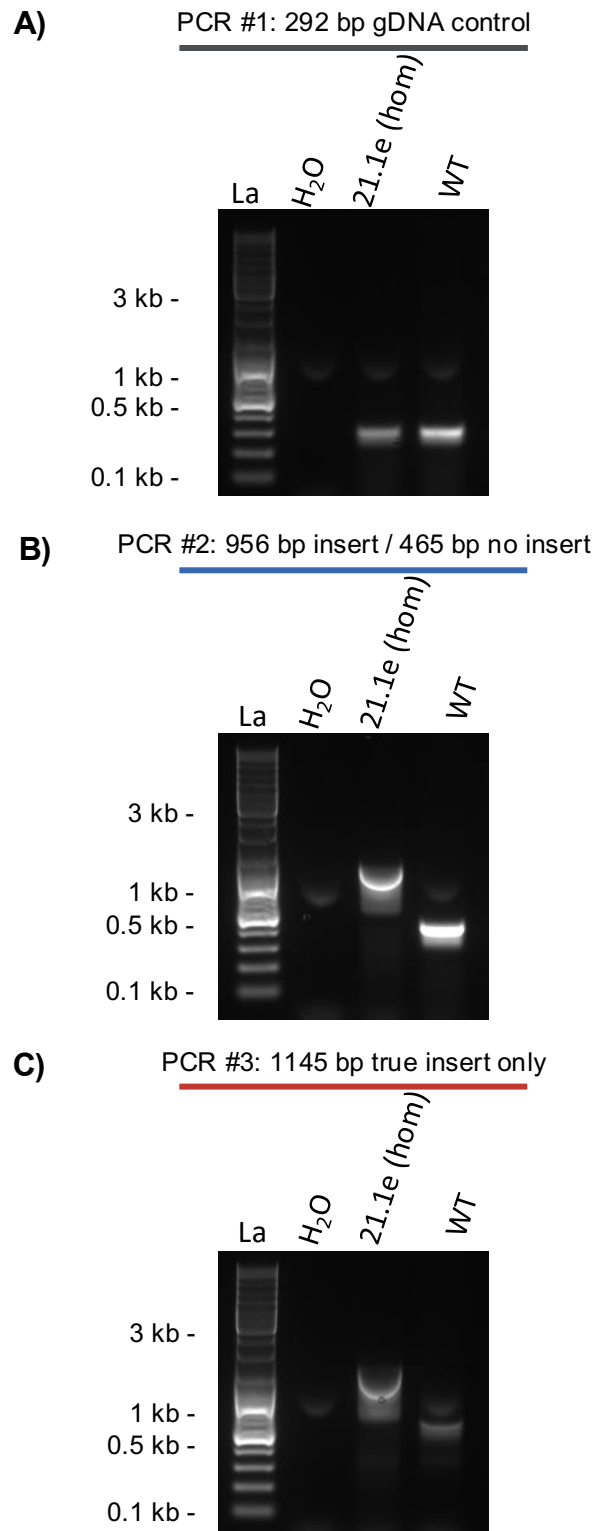 A)
PCR #1: 292 bp gDNA control
La
H₂O
21.1e (hom)
WT
3 kb -
1 kb -
0.5 kb -
0.1 kb -
B)
PCR #2: 956 bp insert / 465 bp no insert
La
H₂O
21.1e (hom)
WT
3 kb -
1 kb -
0.5 kb -
0.1 kb -
C)
PCR #3: 1145 bp true insert only
La
H₂O
21.1e (hom)
WT
3 kb -
1 kb -
0.5 kb -
0.1 kb -